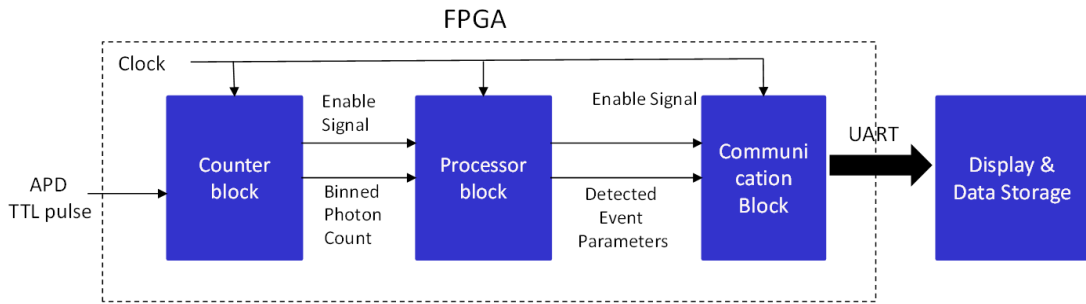 FPGA
Clock
Enable
Signal
Enable Signal
UART
Counter
block
Processor
block
Communi
cation
Block
Display &
Data Storage
APD
TTL pulse
Binned
Photon
Count
Detected
Event
Parameters